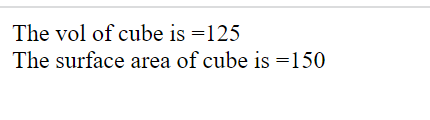 The vol of cube is =125
The surface area of cube is =150